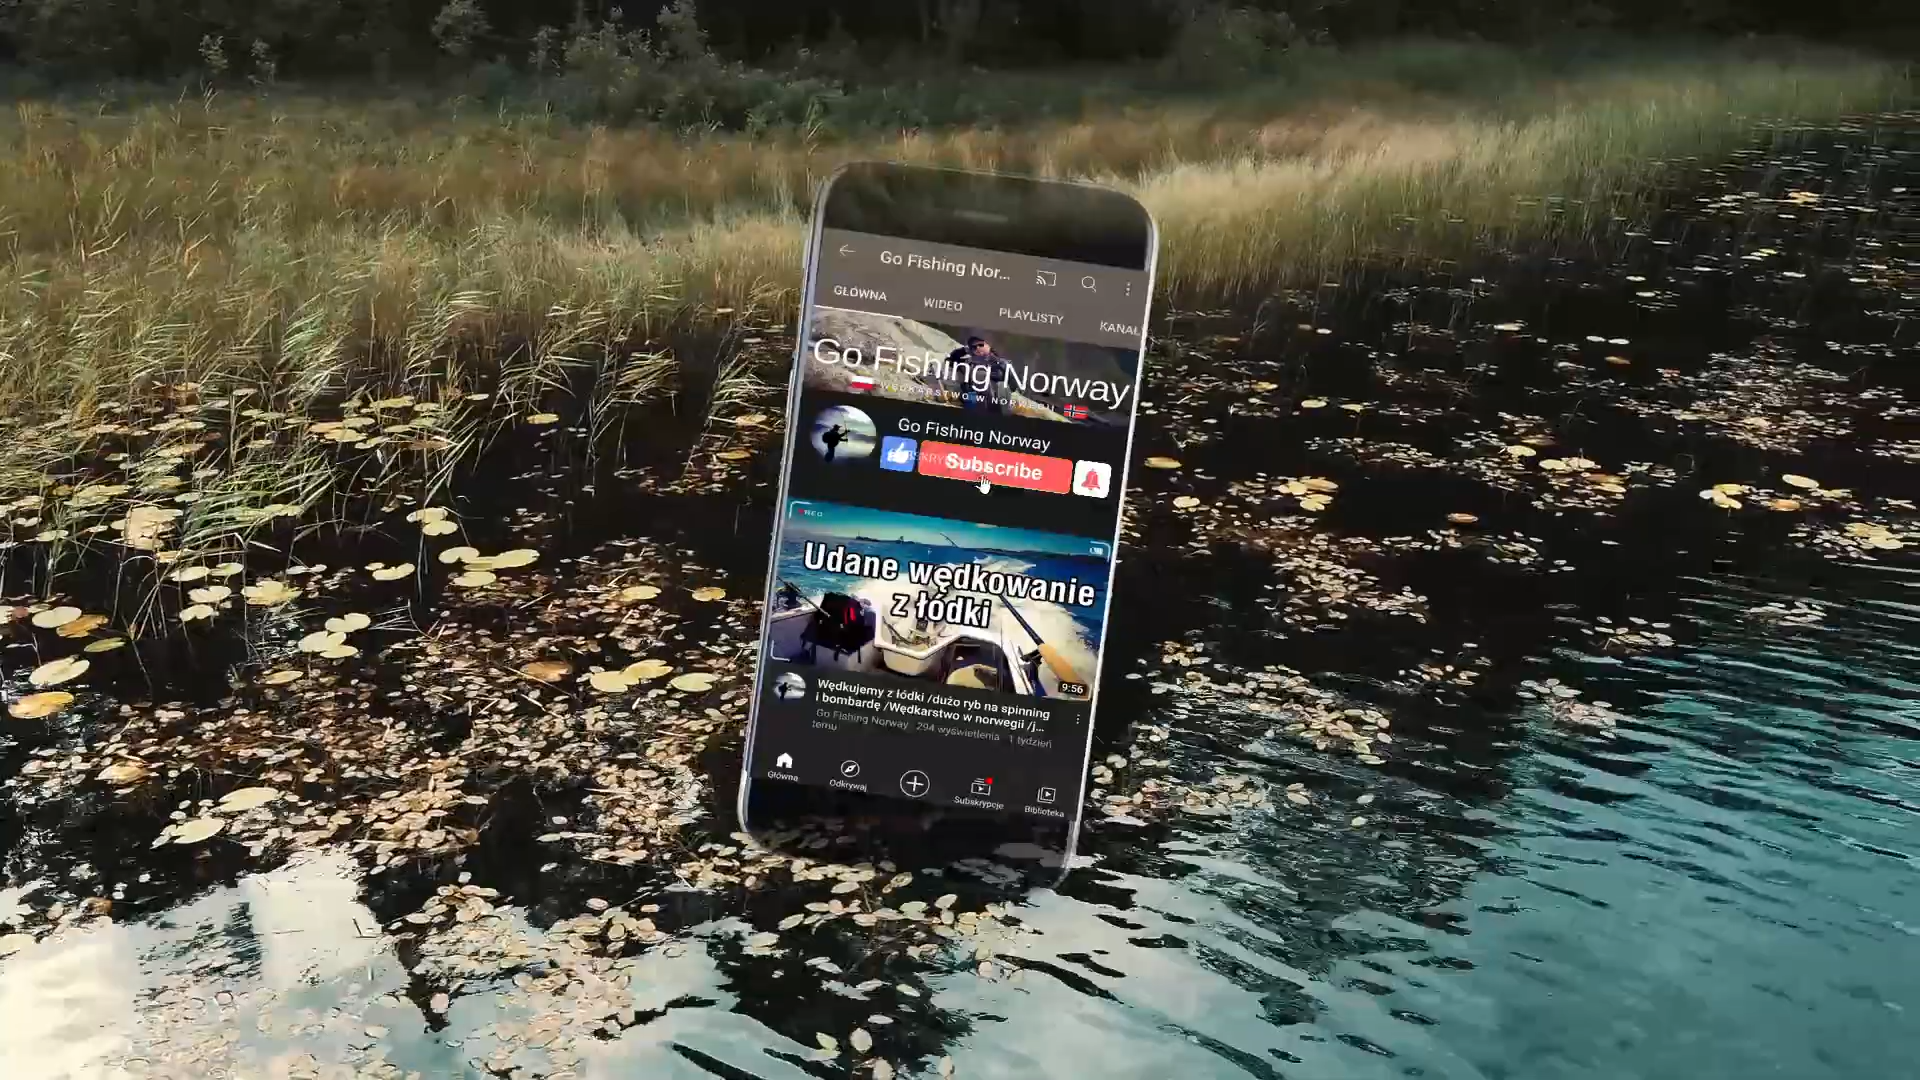 Go Fishing Nor...
GŁÓWNA WIDEO PLAYLISTY KANAŁ
Go Fishing Norway
WĘDKARSTWO W NORWEGII
Go Fishing Norway
Subscribe
REC
Udane wędkowanie
z łódki
9:56
Wędkujemy z łódki /dużo ryb na spinning
i bombardę /Wędkarstwo w norwegii /j...
Go Fishing Norway 294 wyświetlenia 1 tydzień
temu
Główna Odkrywaj Subskrypcje Biblioteka